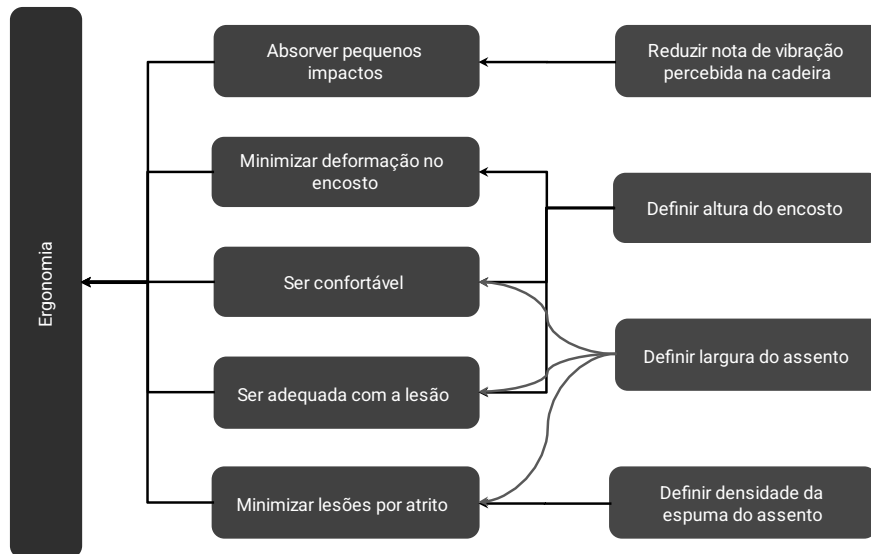 Ergonomia
Absorver pequenos
impactos
Reduzir nota de vibração
percebida na cadeira
Minimizar deformação no
encosto
Definir altura do encosto
Ser confortável
Definir largura do assento
Ser adequada com a lesão
Minimizar lesões por atrito
Definir densidade da
espuma do assento